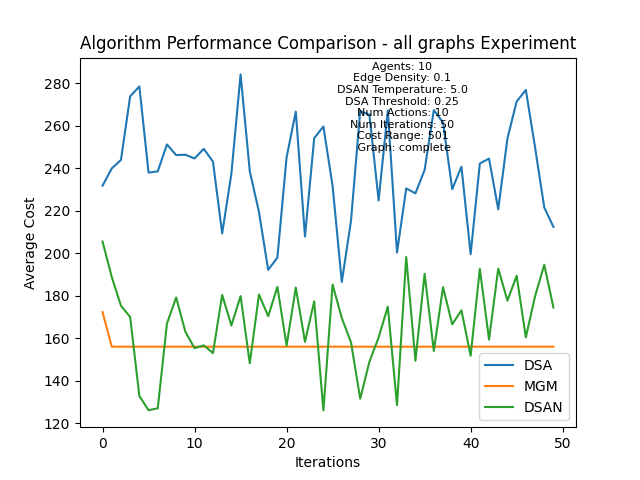 Algorithm Performance Comparison - all graphs Experiment
Agents: 10
Edge Density: 0.1
DSAN Temperature: 5.0
DSA Threshold: 0.25
Num Actions: 10
Num Iterations: 50
Cost Range: 501
Graph: complete
280
260
240
220
200
180
160
140
120
Average Cost
DSA
MGM
DSAN
0
10
20
30
40
50
Iterations